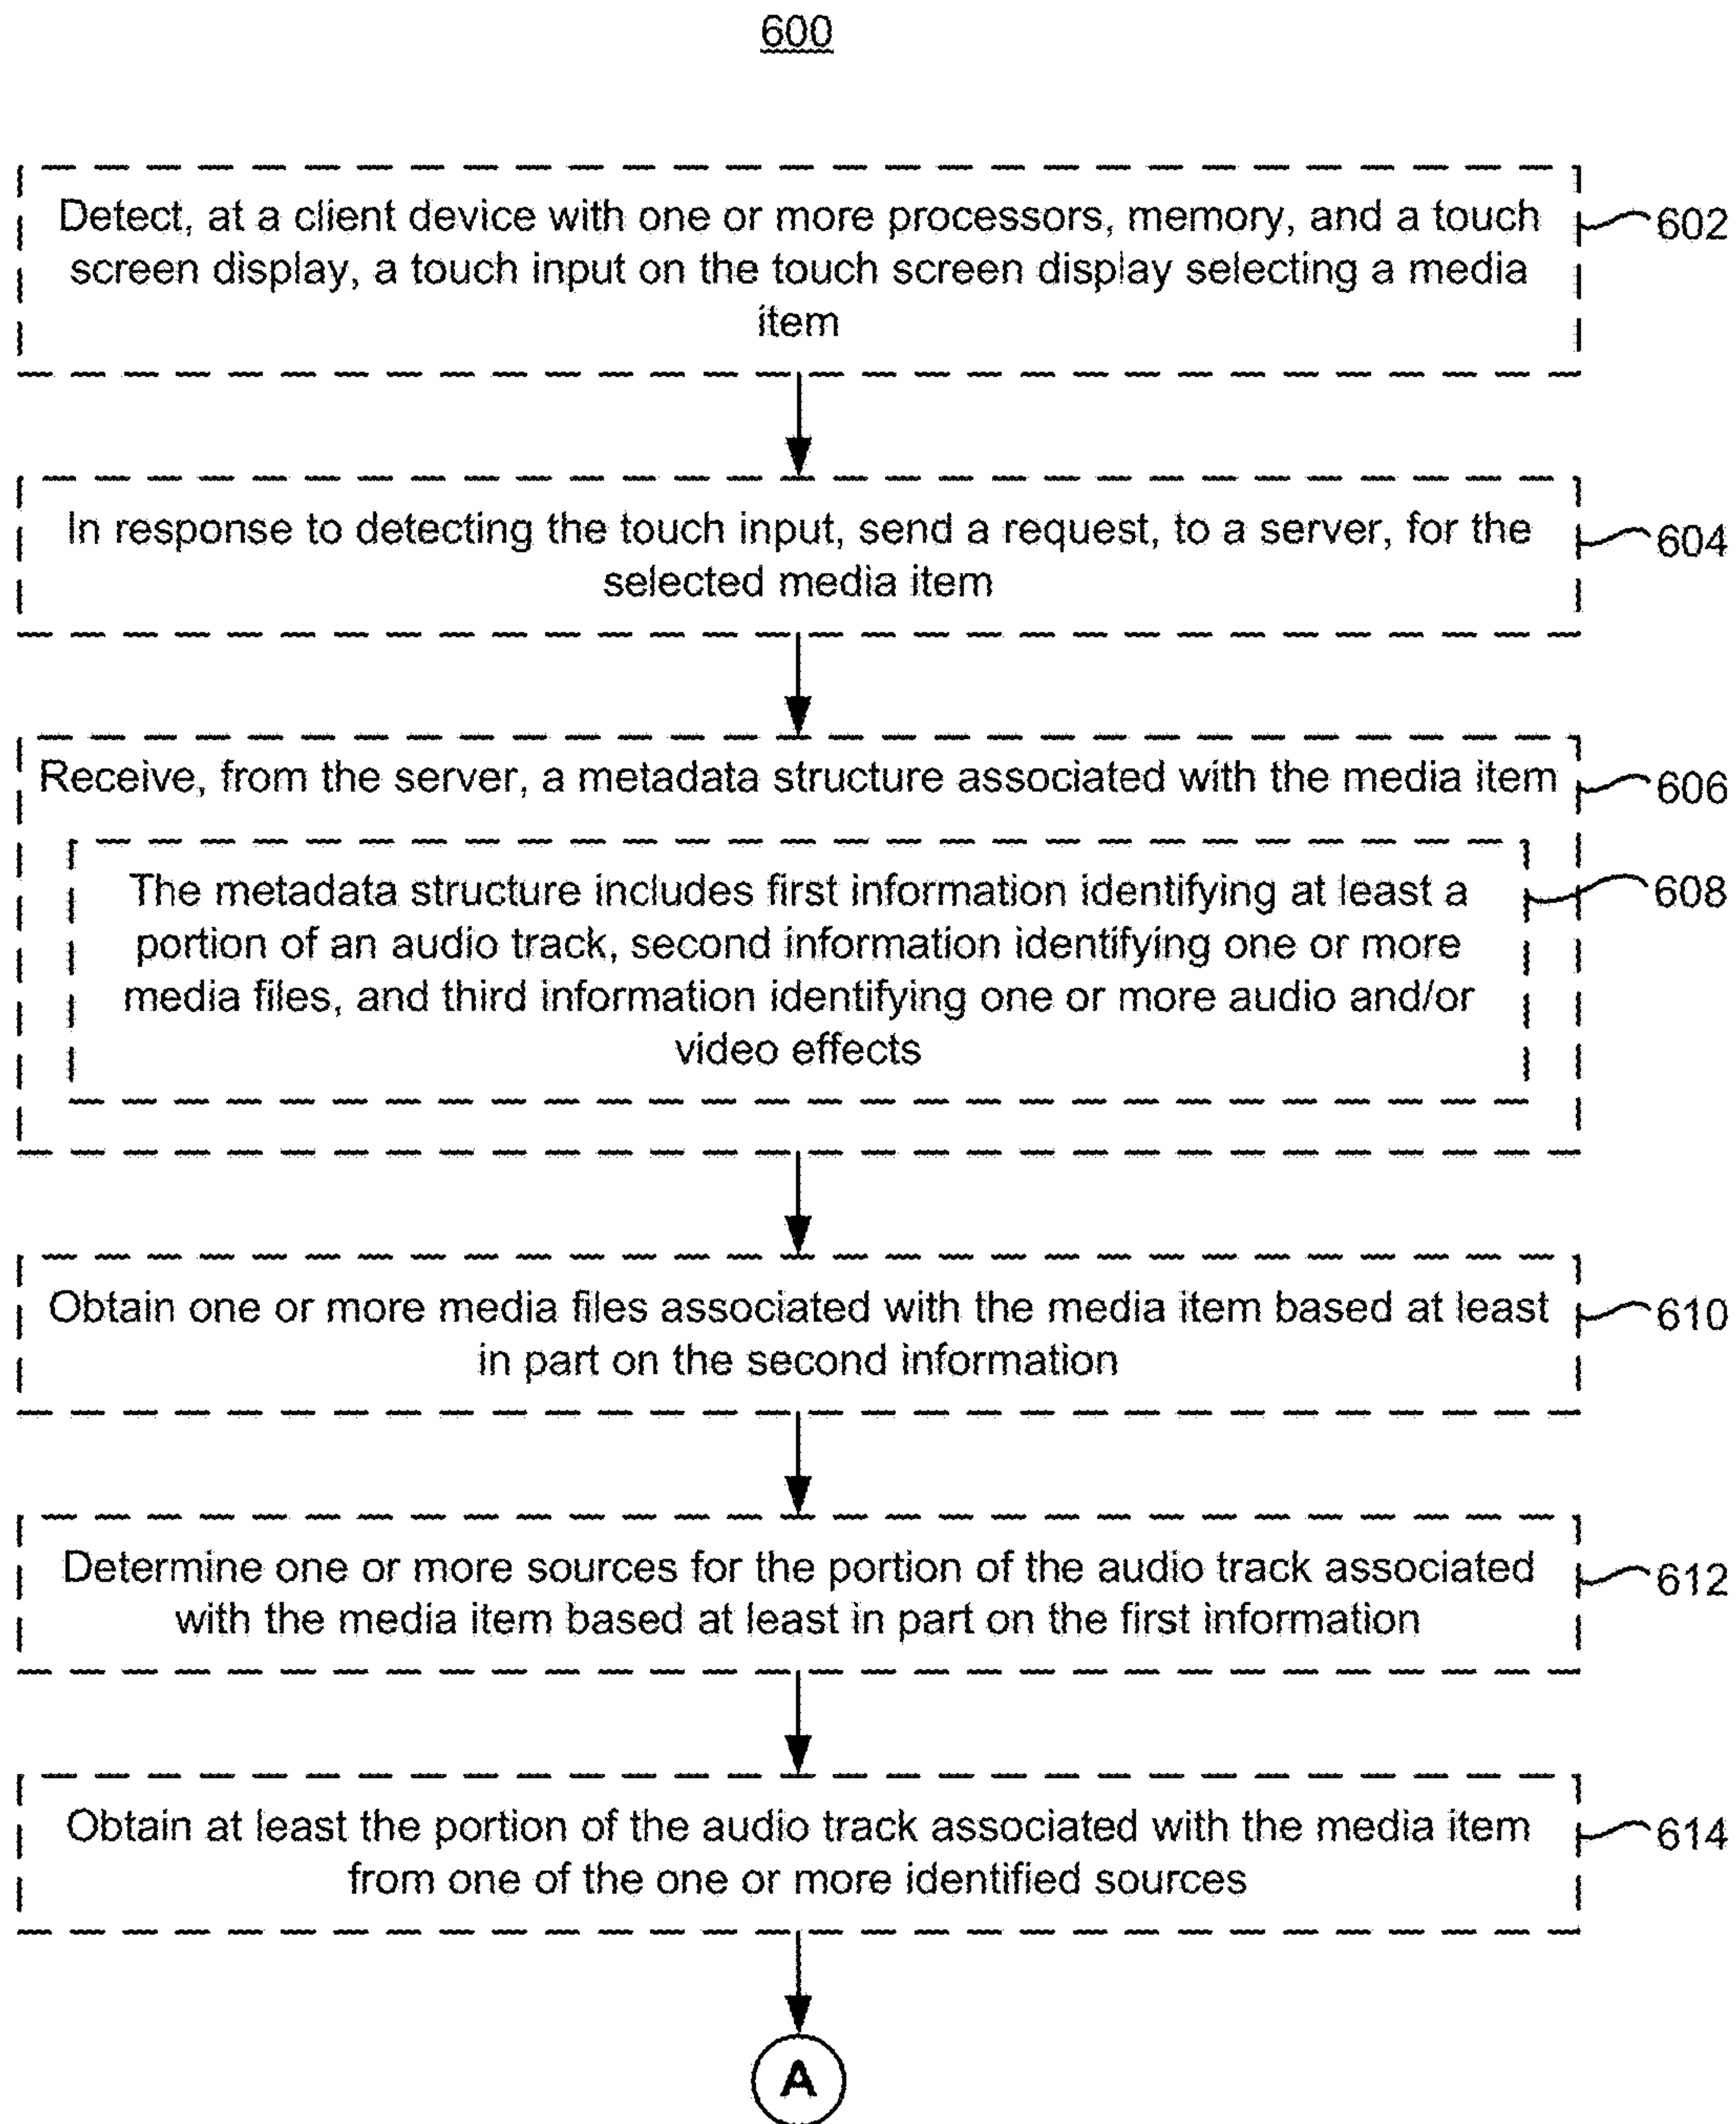 600
Detect, at a client device with one or more processors, memory, and a touch
screen display, a touch input on the touch screen display selecting a media
item
602
In response to detecting the touch input, send a request, to a server, for the
selected media item
604
Receive, from the server, a metadata structure associated with the media item
606
The metadata structure includes first information identifying at least a
portion of an audio track, second information identifying one or more
media files, and third information identifying one or more audio and/or
video effects
608
Obtain one or more media files associated with the media item based at least
in part on the second information
610
Determine one or more sources for the portion of the audio track associated
with the media item based at least in part on the first information
612
Obtain at least the portion of the audio track associated with the media item
from one of the one or more identified sources
614
A